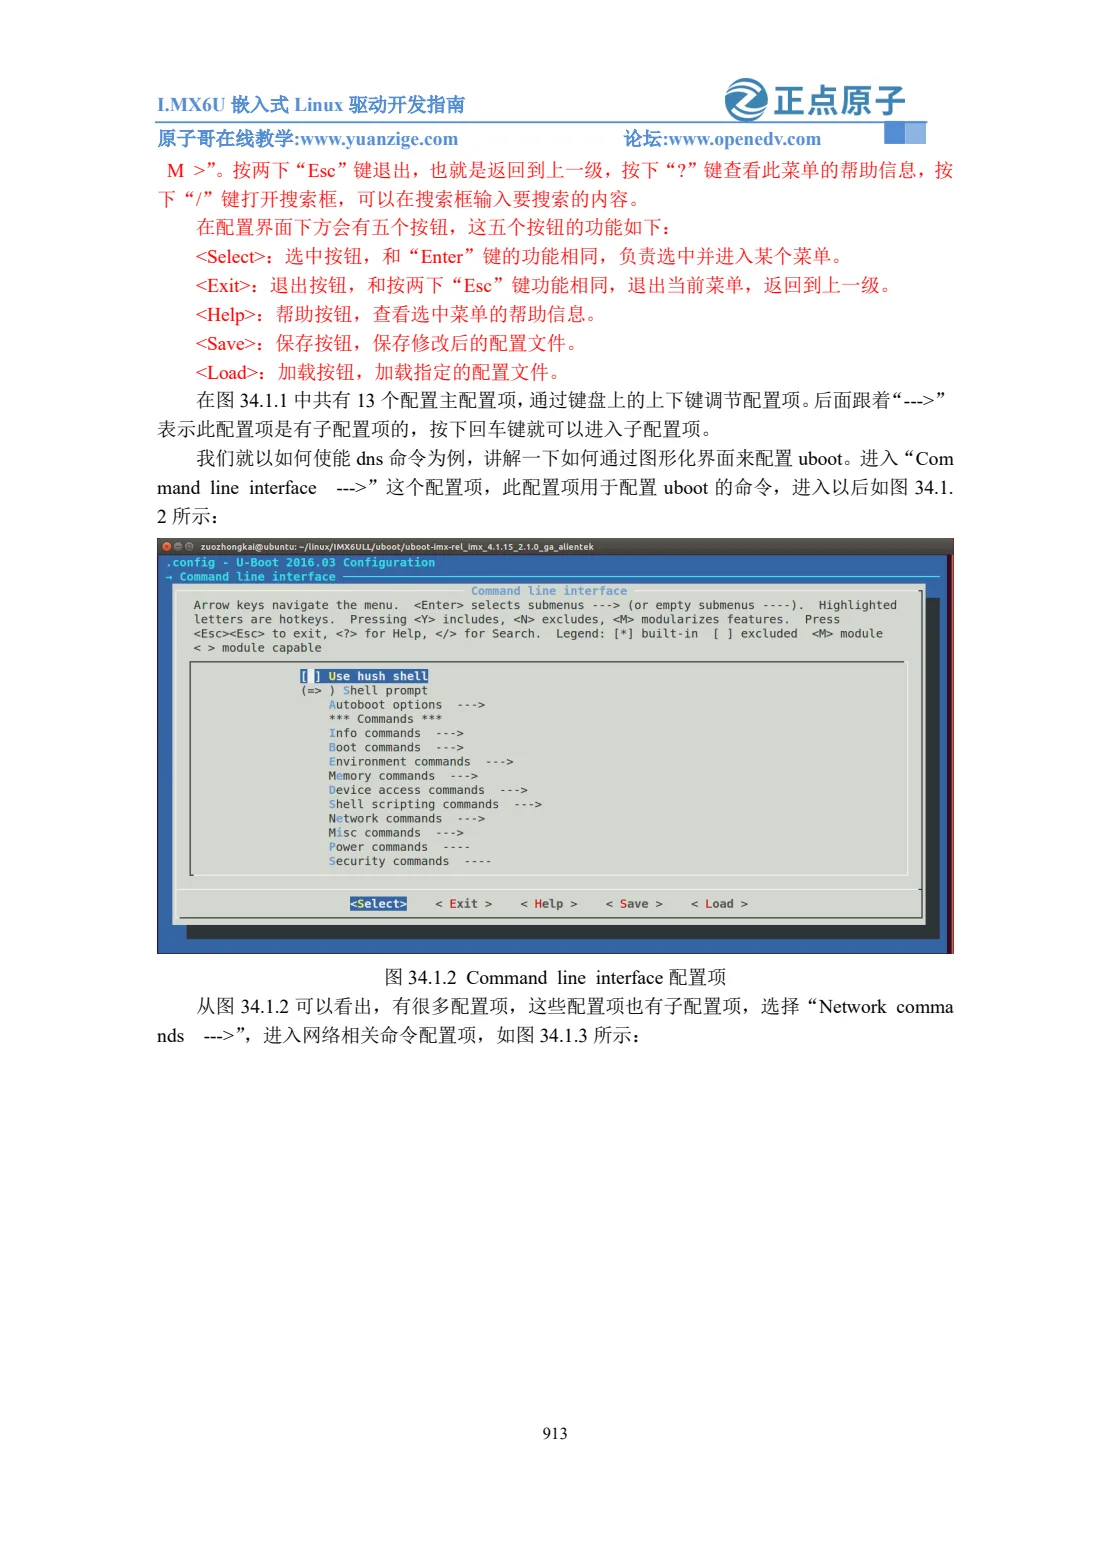 I.MX6U 嵌入式 Linux 驱动开发指南
正点原子
原子哥在线教学:www.yuanzige.com 论坛:www.openedv.com
M >”。按两下“Esc”键退出，也就是返回到上一级，按下“?”键查看此菜单的帮助信息，按
下“/”键打开搜索框，可以在搜索框输入要搜索的内容。
在配置界面下方会有五个按钮，这五个按钮的功能如下：
<Select>：选中按钮，和“Enter”键的功能相同，负责选中并进入某个菜单。
<Exit>：退出按钮，和按两下“Esc”键功能相同，退出当前菜单，返回到上一级。
<Help>：帮助按钮，查看选中菜单的帮助信息。
<Save>：保存按钮，保存修改后的配置文件。
<Load>：加载按钮，加载指定的配置文件。
在图 34.1.1 中共有 13 个配置主配置项，通过键盘上的上下键调节配置项。后面跟着“--->”
表示此配置项是有子配置项的，按下回车键就可以进入子配置项。
我们就以如何使能 dns 命令为例，讲解一下如何通过图形化界面来配置 uboot。进入“Com
mand line interface --->”这个配置项，此配置项用于配置 uboot 的命令，进入以后如图 34.1.
2 所示：
zuozhongkai@ubuntu: ~/linux/IMX6ULL/uboot/uboot-imx-rel_imx_4.1.15_2.1.0_ga_alientek
.config - U-Boot 2016.03 Configuration
→ Command line interface
Command line interface
Arrow keys navigate the menu. <Enter> selects submenus ---> (or empty submenus ----). Highlighted
letters are hotkeys. Pressing <Y> includes, <N> excludes, <M> modularizes features. Press
<Esc><Esc> to exit, <?> for Help, </> for Search. Legend: [*] built-in [ ] excluded <M> module
< > module capable
[ ] Use hush shell
(=> ) Shell prompt
Autoboot options --->
*** Commands ***
Info commands --->
Boot commands --->
Environment commands --->
Memory commands --->
Device access commands --->
Shell scripting commands --->
Network commands --->
Misc commands --->
Power commands ----
Security commands ----
<Select> < Exit > < Help > < Save > < Load >
图 34.1.2 Command line interface 配置项
从图 34.1.2 可以看出，有很多配置项，这些配置项也有子配置项，选择“Network comma
nds --->”，进入网络相关命令配置项，如图 34.1.3 所示：
913